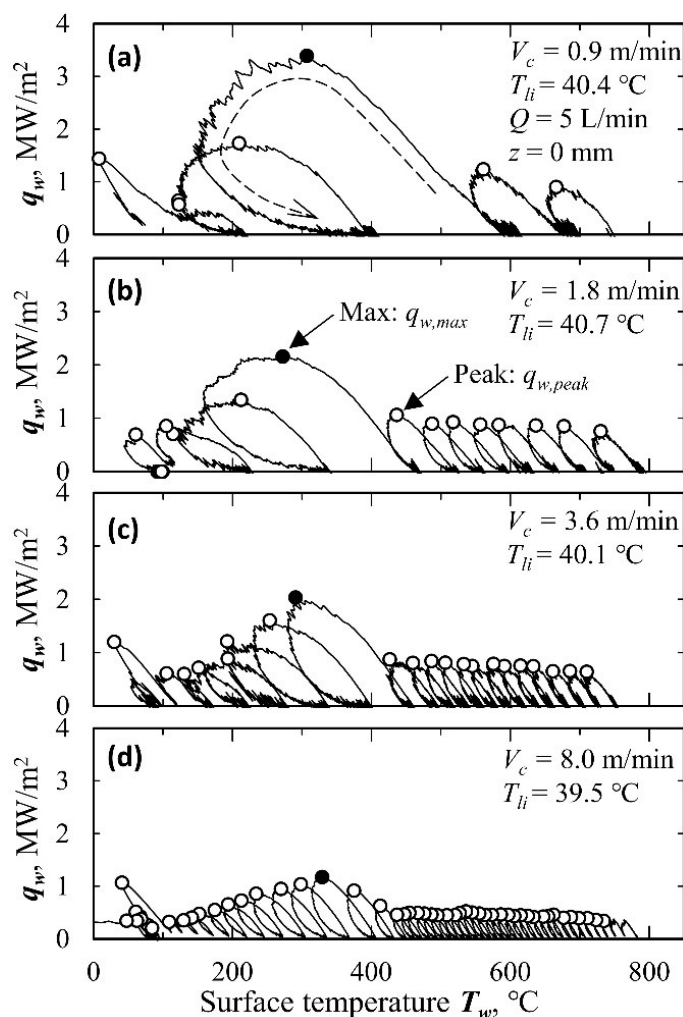 4
(a)
V_c = 0.9 m/min
3
T_li = 40.4 °C
Q = 5 L/min
2
z = 0 mm
1
q_w, MW/m²
0
4
(b)
V_c = 1.8 m/min
T_li = 40.7 °C
3
Max: q_w,max
2
Peak: q_w,peak
1
q_w, MW/m²
0
4
(c)
V_c = 3.6 m/min
T_li = 40.1 °C
3
2
1
q_w, MW/m²
0
4
(d)
V_c = 8.0 m/min
T_li = 39.5 °C
3
2
1
q_w, MW/m²
0
0 200 400 600 800
Surface temperature T_w, °C